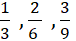 1/3 , 2/6 , 3/9